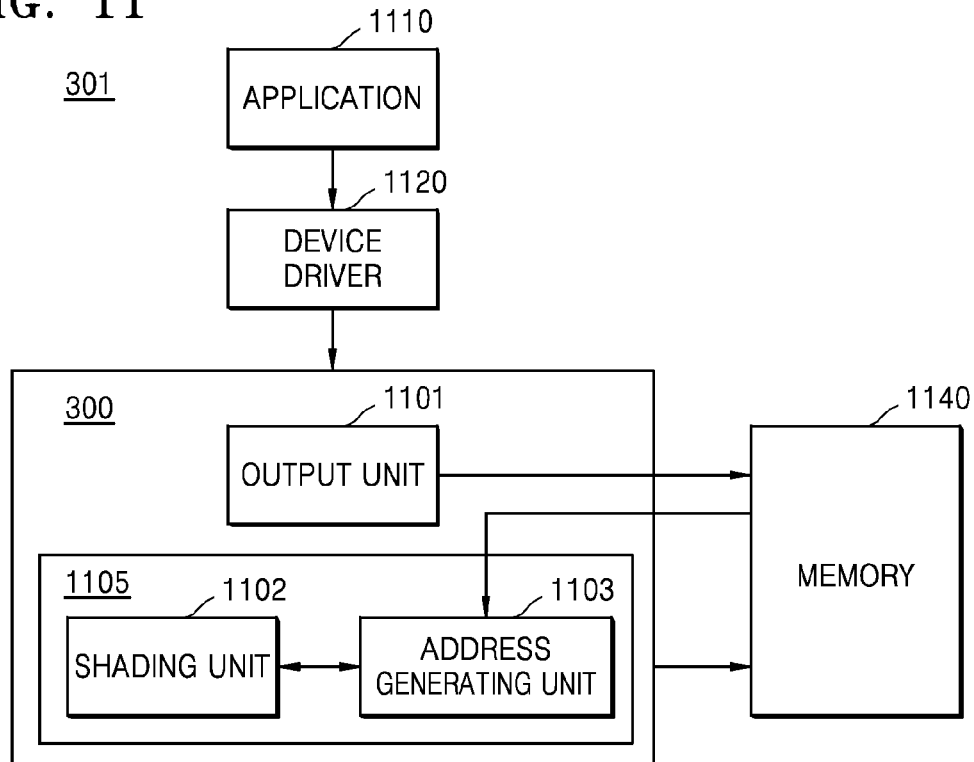 FIG. 11
1110
301
APPLICATION
1120
DEVICE
DRIVER
300
1101
1140
OUTPUT UNIT
1105
1102
1103
MEMORY
SHADING UNIT
ADDRESS
GENERATING UNIT